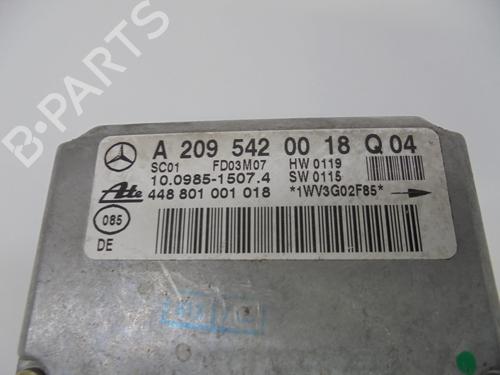 B-PARTS
A 209 542 00 18 Q 04
SC01 FD03M07 HW 0119
10.0985-1507.4 SW 0115
Ate 448 801 001 018 *1WV3G02F85*
085
DE